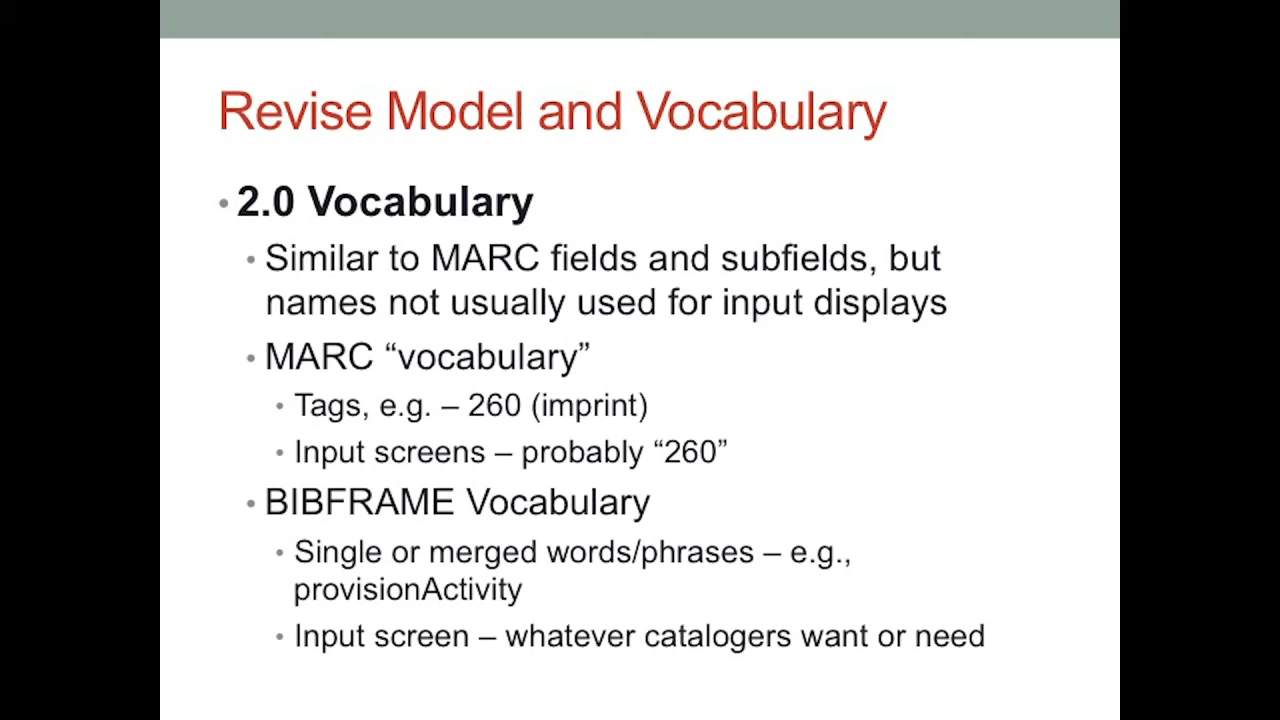 Revise Model and Vocabulary
• 2.0 Vocabulary
• Similar to MARC fields and subfields, but
names not usually used for input displays
• MARC “vocabulary”
• Tags, e.g. – 260 (imprint)
• Input screens – probably “260”
• BIBFRAME Vocabulary
• Single or merged words/phrases – e.g.,
provisionActivity
• Input screen – whatever catalogers want or need